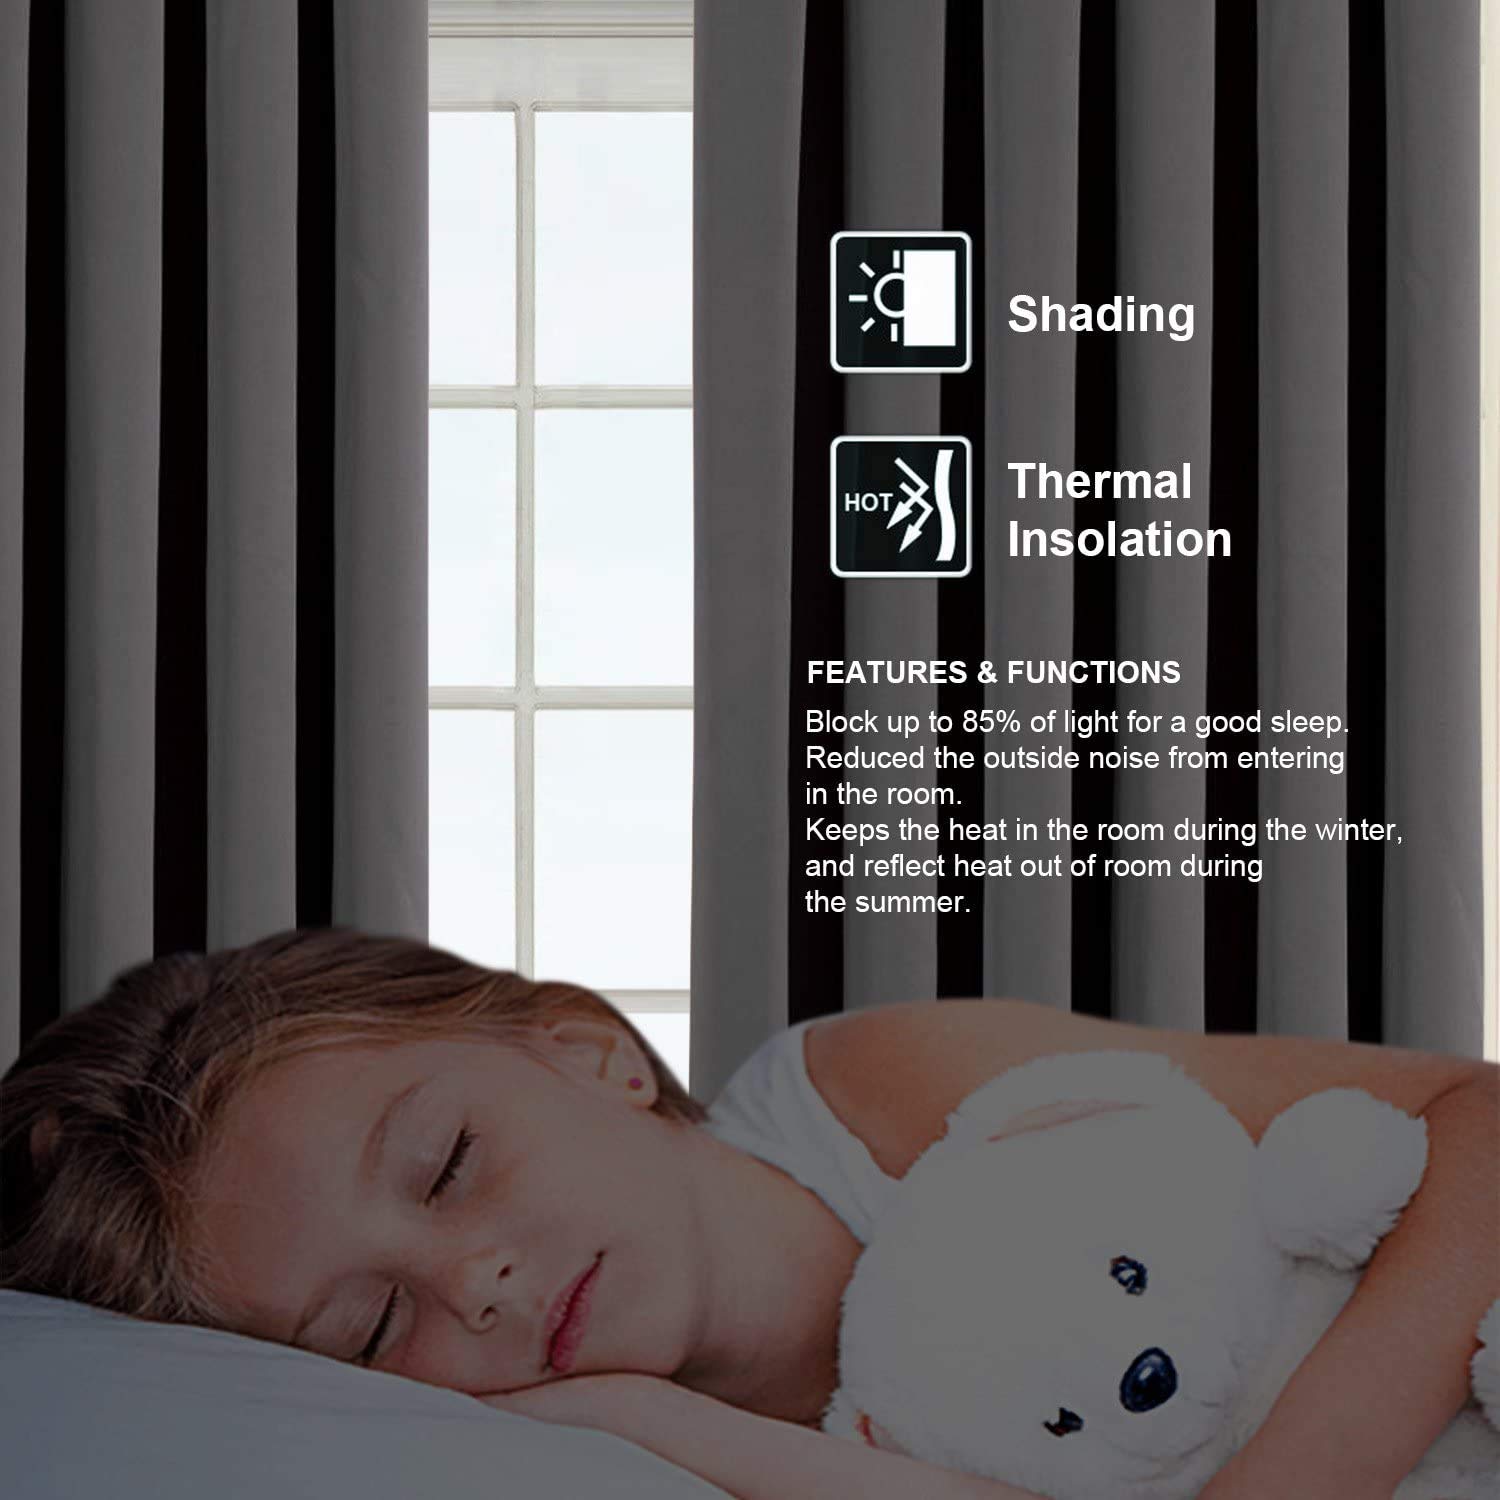 Shading
HOT
Thermal
Insolation
FEATURES & FUNCTIONS
Block up to 85% of light for a good sleep.
Reduced the outside noise from entering
in the room.
Keeps the heat in the room during the winter,
and reflect heat out of room during
the summer.